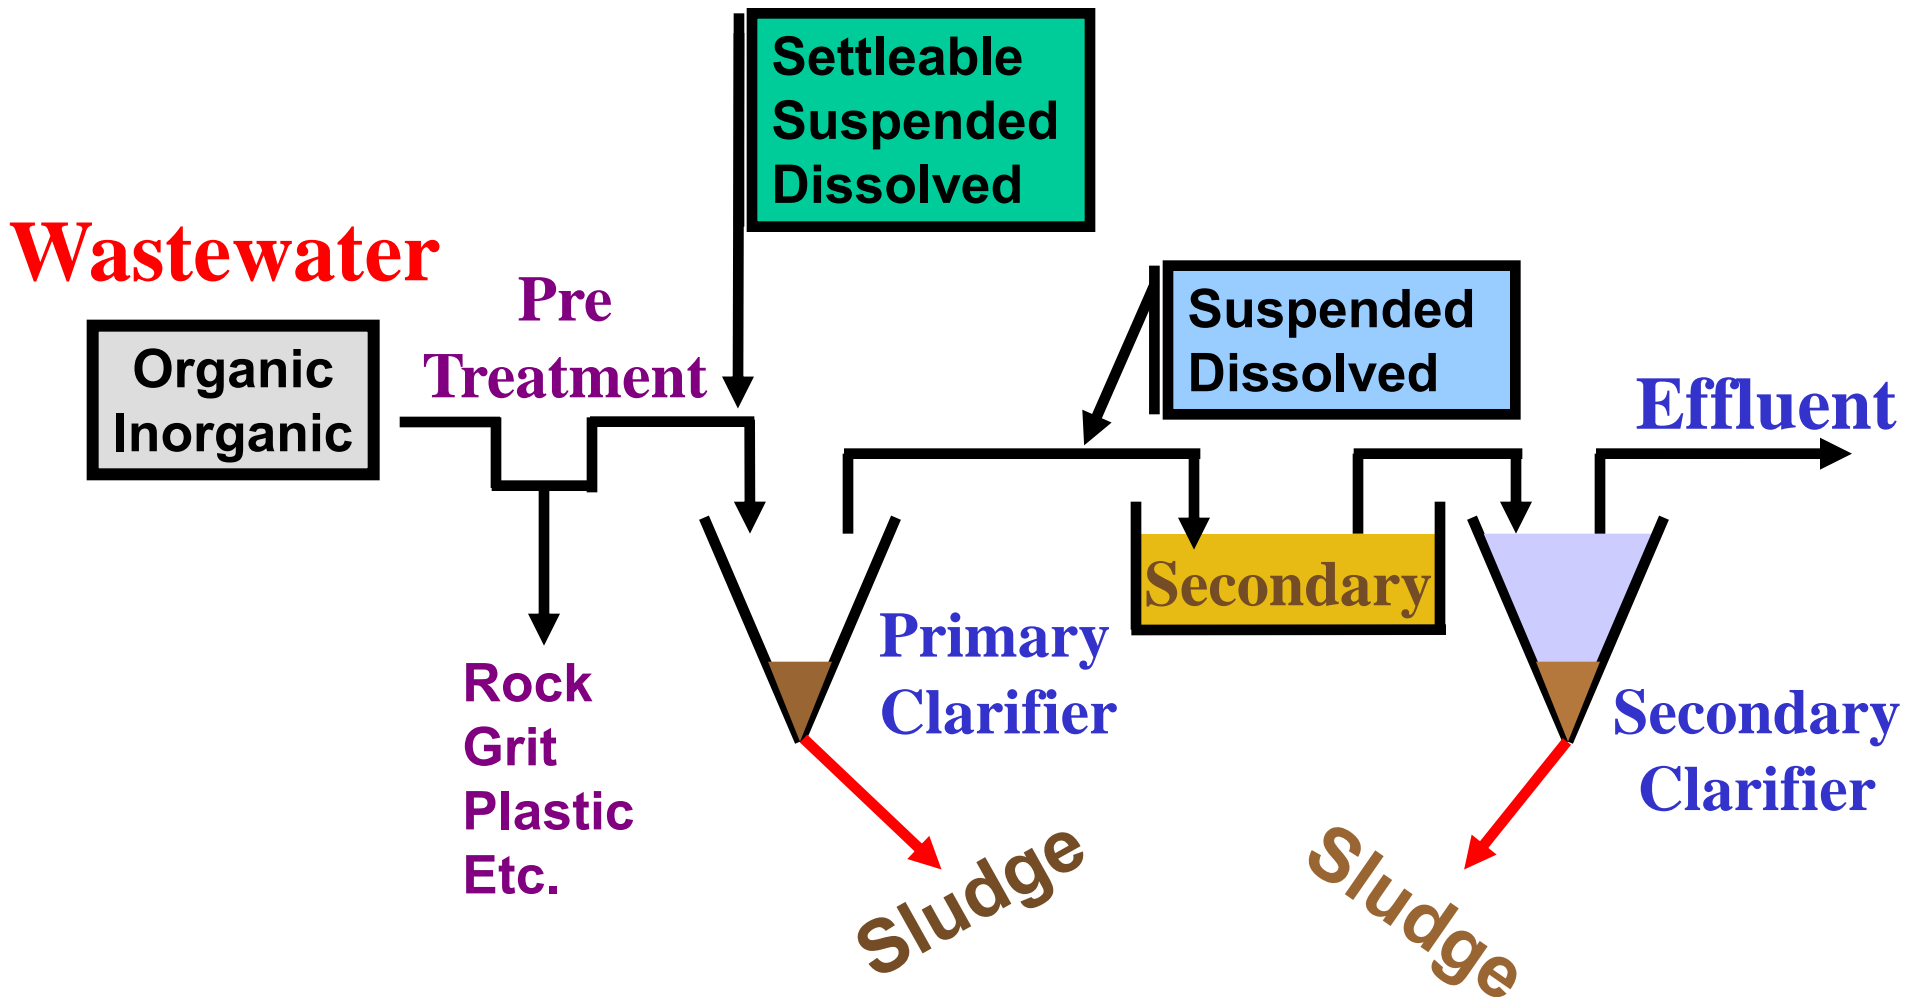 Settleable
Suspended
Dissolved
Wastewater
Organic
Inorganic
Pre
Treatment
Suspended
Dissolved
Effluent
Secondary
Primary
Clarifier
Rock
Grit
Plastic
Etc.
Secondary
Clarifier
Sludge
Sludge